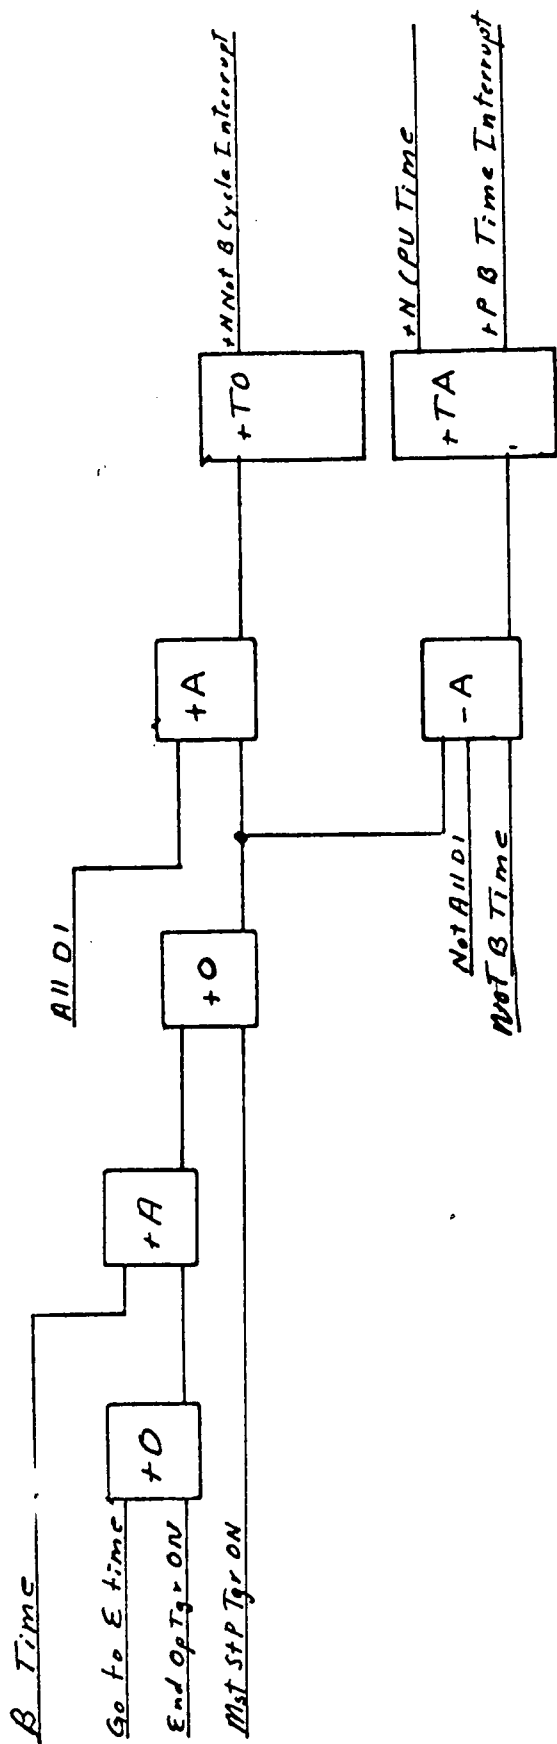 B Time
Go to E time
End Op Tgr ON
Mst Stp Tgr ON
+O
+A
+O
All DI
+A
+TO
+N Not B Cycle Interrupt
Not All DI
Not B Time
-A
+TA
+N CPU Time
+P B Time Interrupt